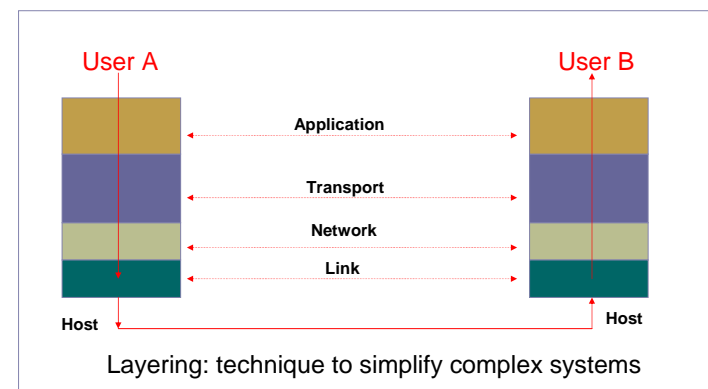 User A
User B
Application
Transport
Network
Link
Host
Host
Layering: technique to simplify complex systems